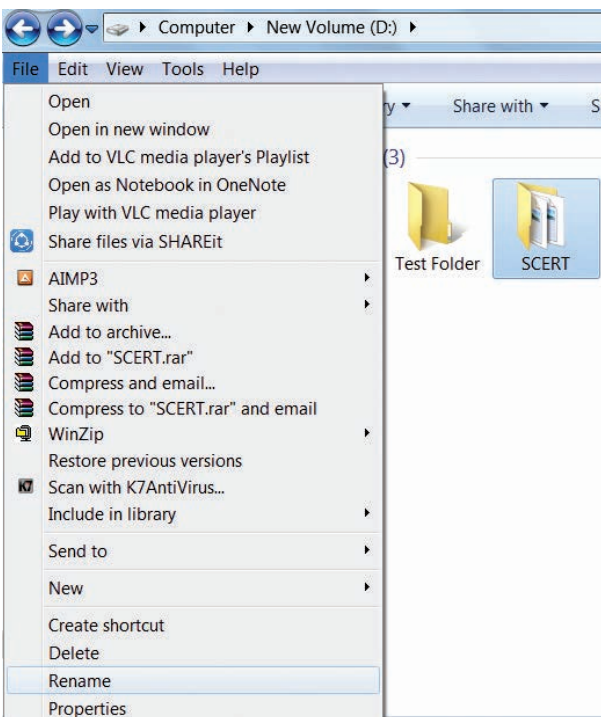 Computer New Volume (D:)
File Edit View Tools Help
Open
Open in new window
Add to VLC media player's Playlist
Open as Notebook in OneNote
Play with VLC media player
Share files via SHAREit
AIMP3
Share with
Add to archive...
Add to "SCERT.rar"
Compress and email...
Compress to "SCERT.rar" and email
WinZip
Restore previous versions
K7 Scan with K7AntiVirus...
Include in library
Send to
New
Create shortcut
Delete
Rename
Properties
ry Share with S
(3)
Test Folder SCERT